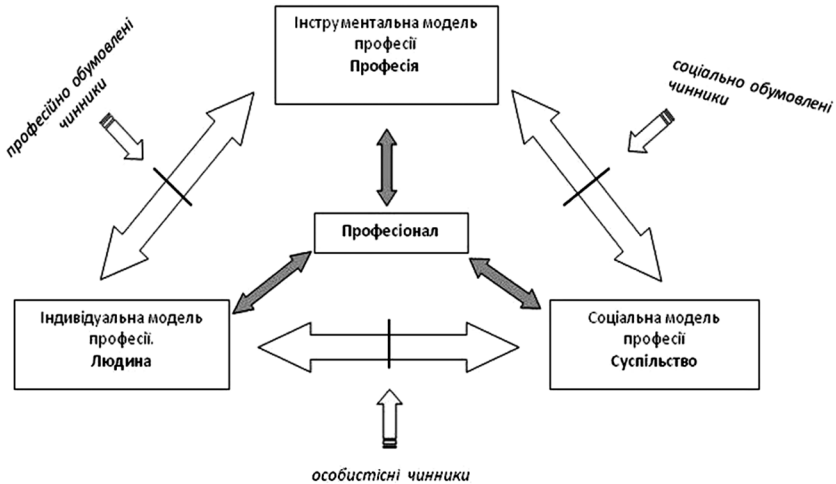 Інструментальна модель
професії
Професія
професійно обумовлені
чинники
соціально обумовлені
чинники
Професіонал
Індивідуальна модель
професії.
Людина
Соціальна модель
професії
Суспільство
особистісні чинники